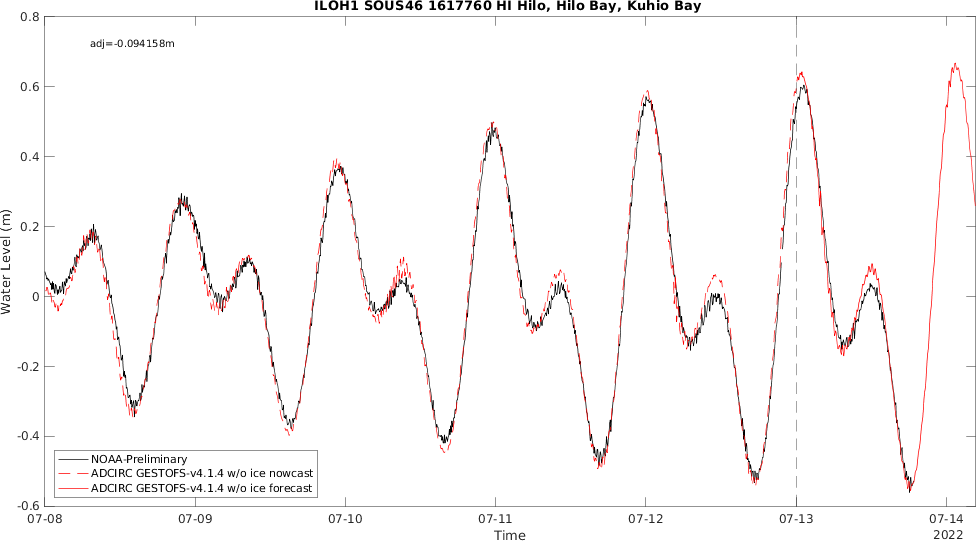 ILOH1 SOUS46 1617760 HI Hilo, Hilo Bay, Kuhio Bay
adj=-0.094158m
0.8
0.6
0.4
0.2
0
-0.2
-0.4
-0.6
Water Level (m)
NOAA-Preliminary
ADCIRC GESTOFS-v4.1.4 w/o ice nowcast
ADCIRC GESTOFS-v4.1.4 w/o ice forecast
07-08 07-09 07-10 07-11 07-12 07-13 07-14
2022
Time